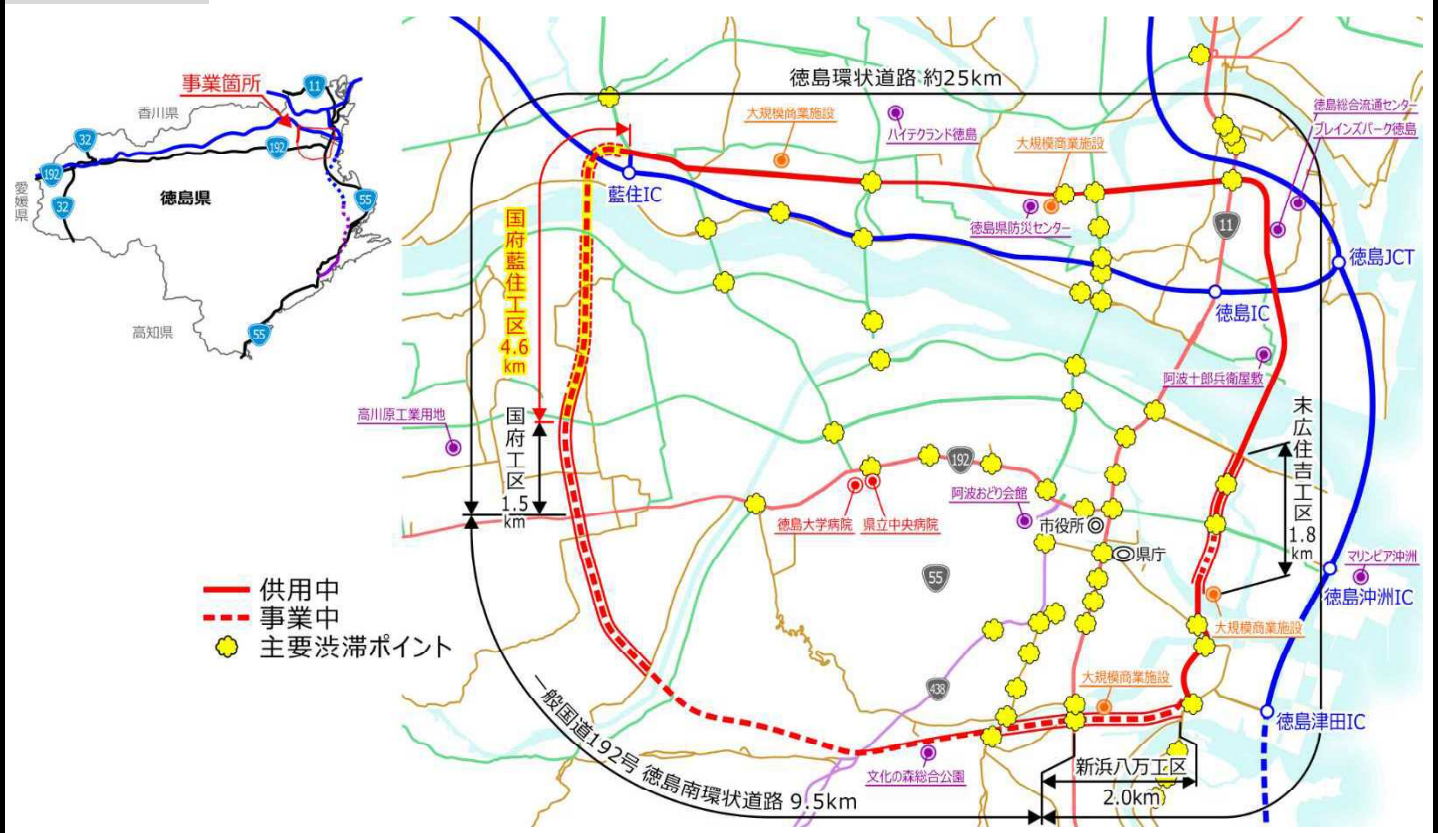 事業箇所
香川県
愛媛県
徳島県
高知県
11
32
192
192
32
55
55
徳島環状道路 約25km
大規模商業施設
ハイテクランド徳島
大規模商業施設
徳島総合流通センター
ブレインズパーク徳島
藍住IC
徳島県防災センター
11
徳島JCT
徳島IC
国府藍住工区
4.6
km
阿波十郎兵衛屋敷
高川原工業用地
国府工区
1.5
km
末広住吉工区
1.8
km
192
徳島大学病院
県立中央病院
阿波おどり会館
市役所
県庁
マリンピア沖洲
徳島沖洲IC
55
大規模商業施設
供用中
事業中
主要渋滞ポイント
大規模商業施設
438
徳島津田IC
文化の森総合公園
一般国道192号 徳島南環状道路 9.5km
新浜八万工区
2.0km